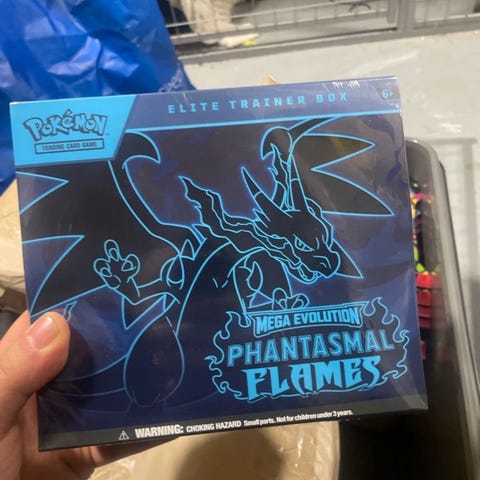 ELITE TRAINER BOX
6+
POKÉMON
TRADING CARD GAME
MEGA EVOLUTION
PHANTASMAL
FLAMES
WARNING: CHOKING HAZARD Small parts. Not for children under 3 years.